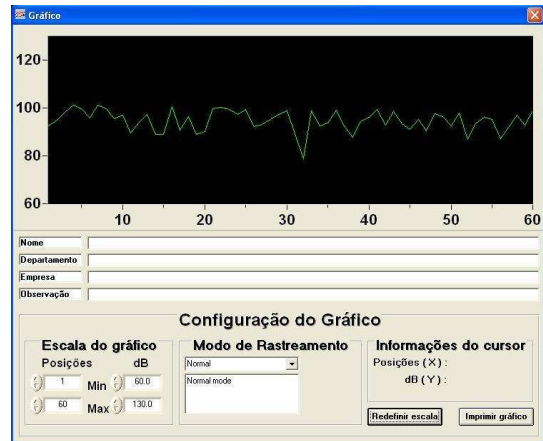 Gráfico
120
100
80
60
10 20 30 40 50 60
Nome
Departamento
Empresa
Observação
Configuração do Gráfico
Escala do gráfico
Posições dB
1 Min 60.0
60 Max 130.0
Modo de Rastreamento
Normal
Normal mode
Informações do cursor
Posições (X) :
dB (Y) :
Redefinir escala
Imprimir gráfico